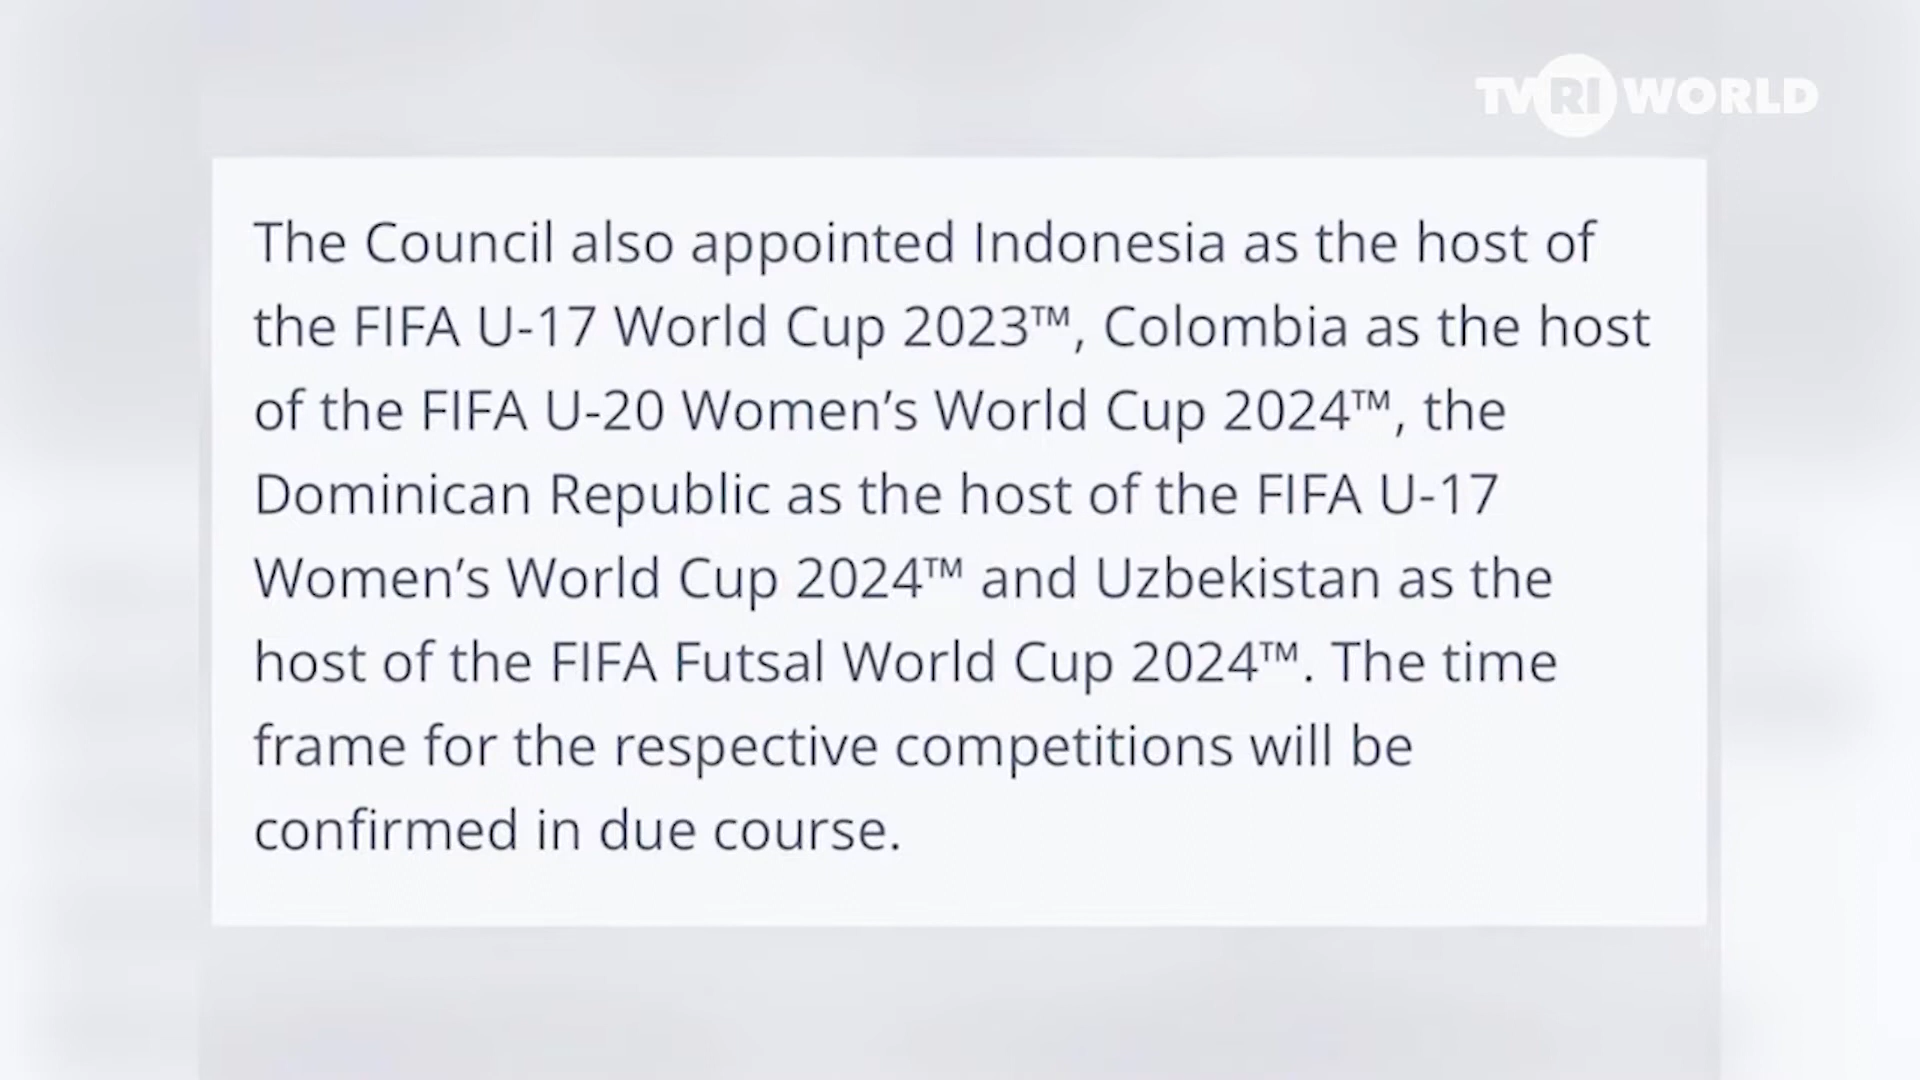 TVRI WORLD
The Council also appointed Indonesia as the host of
the FIFA U-17 World Cup 2023™, Colombia as the host
of the FIFA U-20 Women’s World Cup 2024™, the
Dominican Republic as the host of the FIFA U-17
Women’s World Cup 2024™ and Uzbekistan as the
host of the FIFA Futsal World Cup 2024™. The time
frame for the respective competitions will be
confirmed in due course.